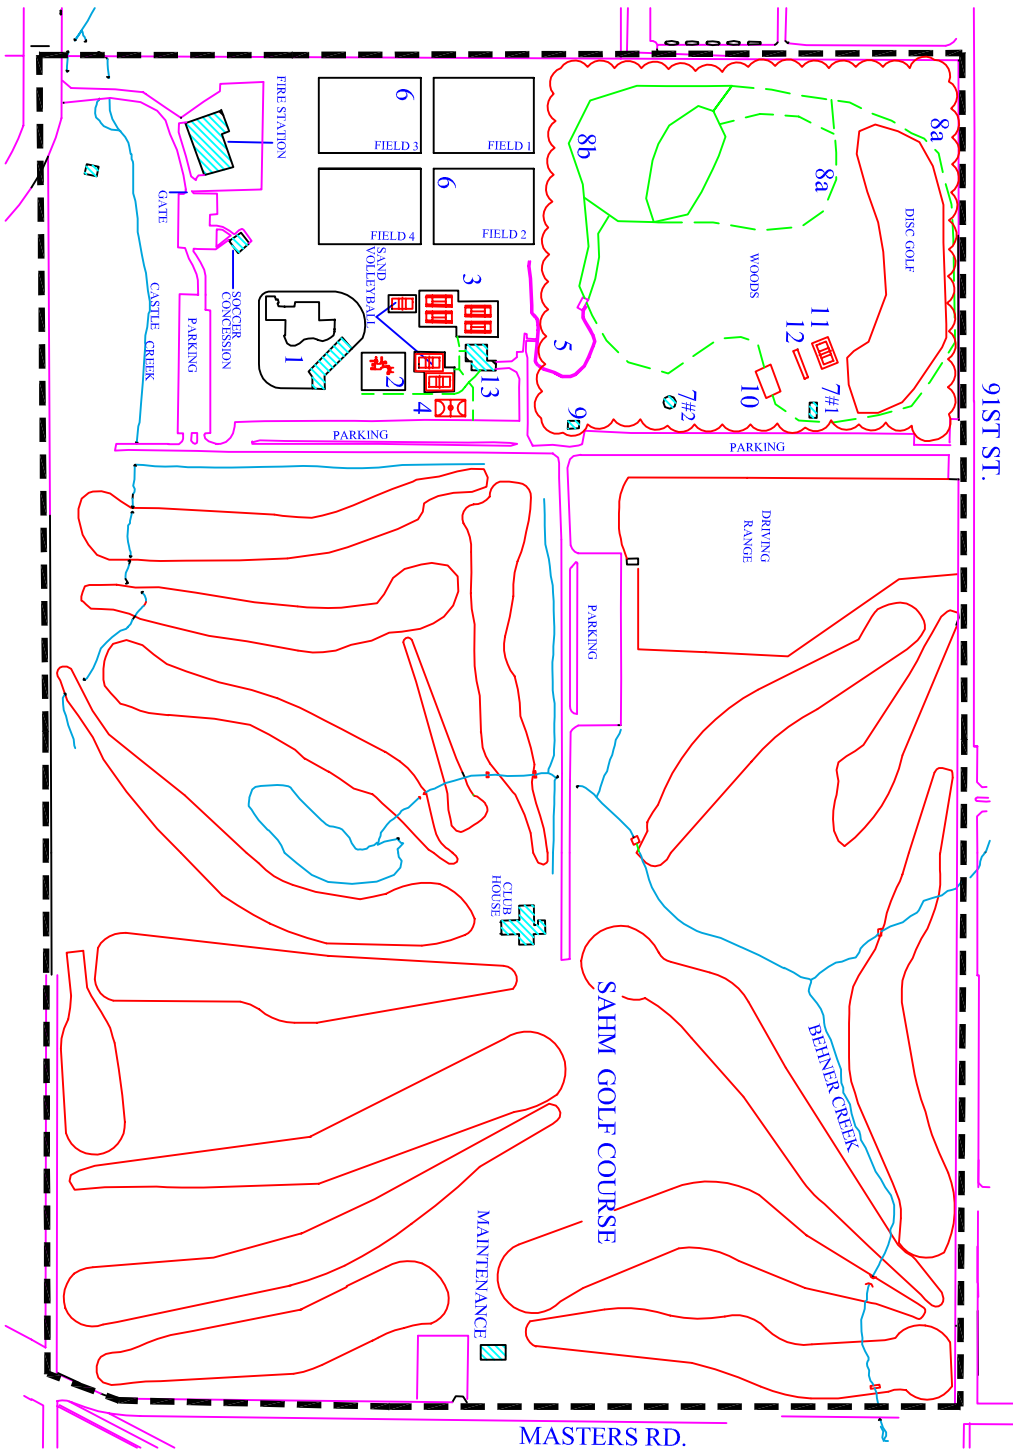 91ST ST.
8a
8a
8b
DISC GOLF
WOODS
11
12
10
7#1
7#2
9
5
FIELD 1
6
FIELD 3
6
FIELD 2
FIELD 4
FIRE STATION
GATE
SOCCER
CONCESSION
SAND
VOLLEYBALL
3
1
2
13
4
CASTLE CREEK
PARKING
PARKING
PARKING
DRIVING
RANGE
PARKING
CLUB
HOUSE
SAHM GOLF COURSE
BEHNER CREEK
MAINTENANCE
MASTERS RD.